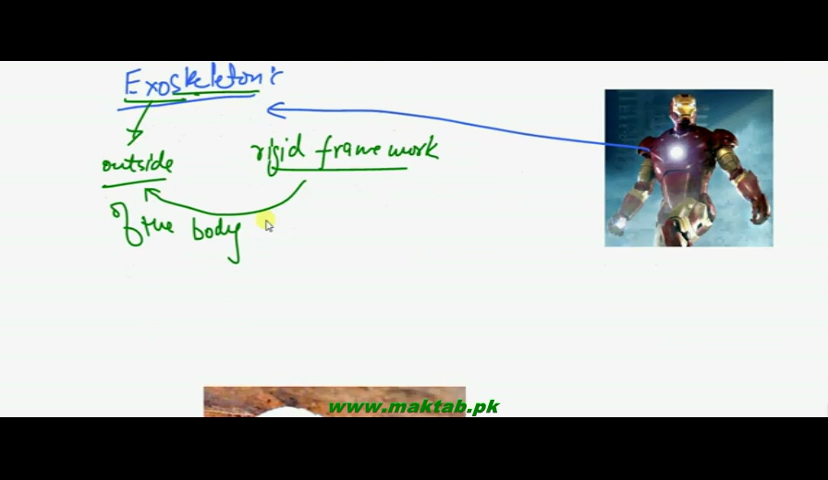 Exoskeleton:
outside rigid framework
of the body
www.maktab.pk